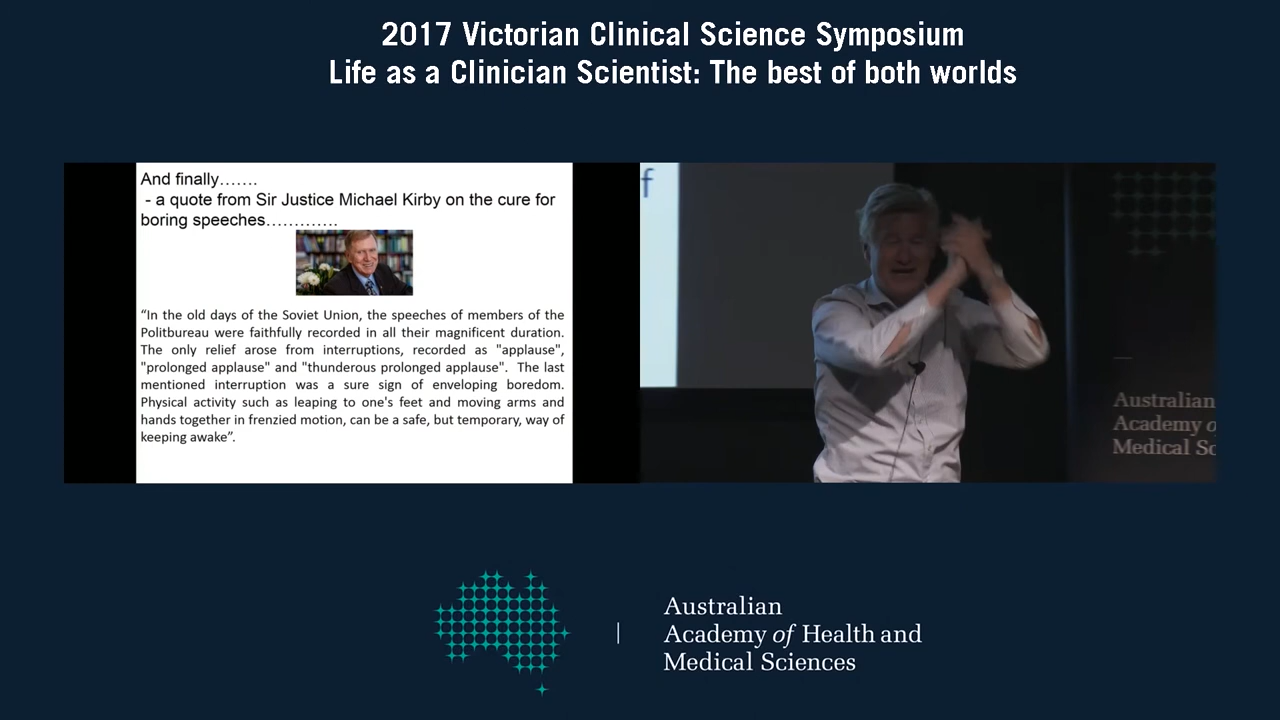 2017 Victorian Clinical Science Symposium
Life as a Clinician Scientist: The best of both worlds
And finally…….
- a quote from Sir Justice Michael Kirby on the cure for
boring speeches………….
“In the old days of the Soviet Union, the speeches of members of the
Politbureau were faithfully recorded in all their magnificent duration.
The only relief arose from interruptions, recorded as "applause",
"prolonged applause" and "thunderous prolonged applause". The last
mentioned interruption was a sure sign of enveloping boredom.
Physical activity such as leaping to one's feet and moving arms and
hands together in frenzied motion, can be a safe, but temporary, way of
keeping awake”.
f
Australian
Academy o
Medical Sc
Australian
Academy of Health and
Medical Sciences